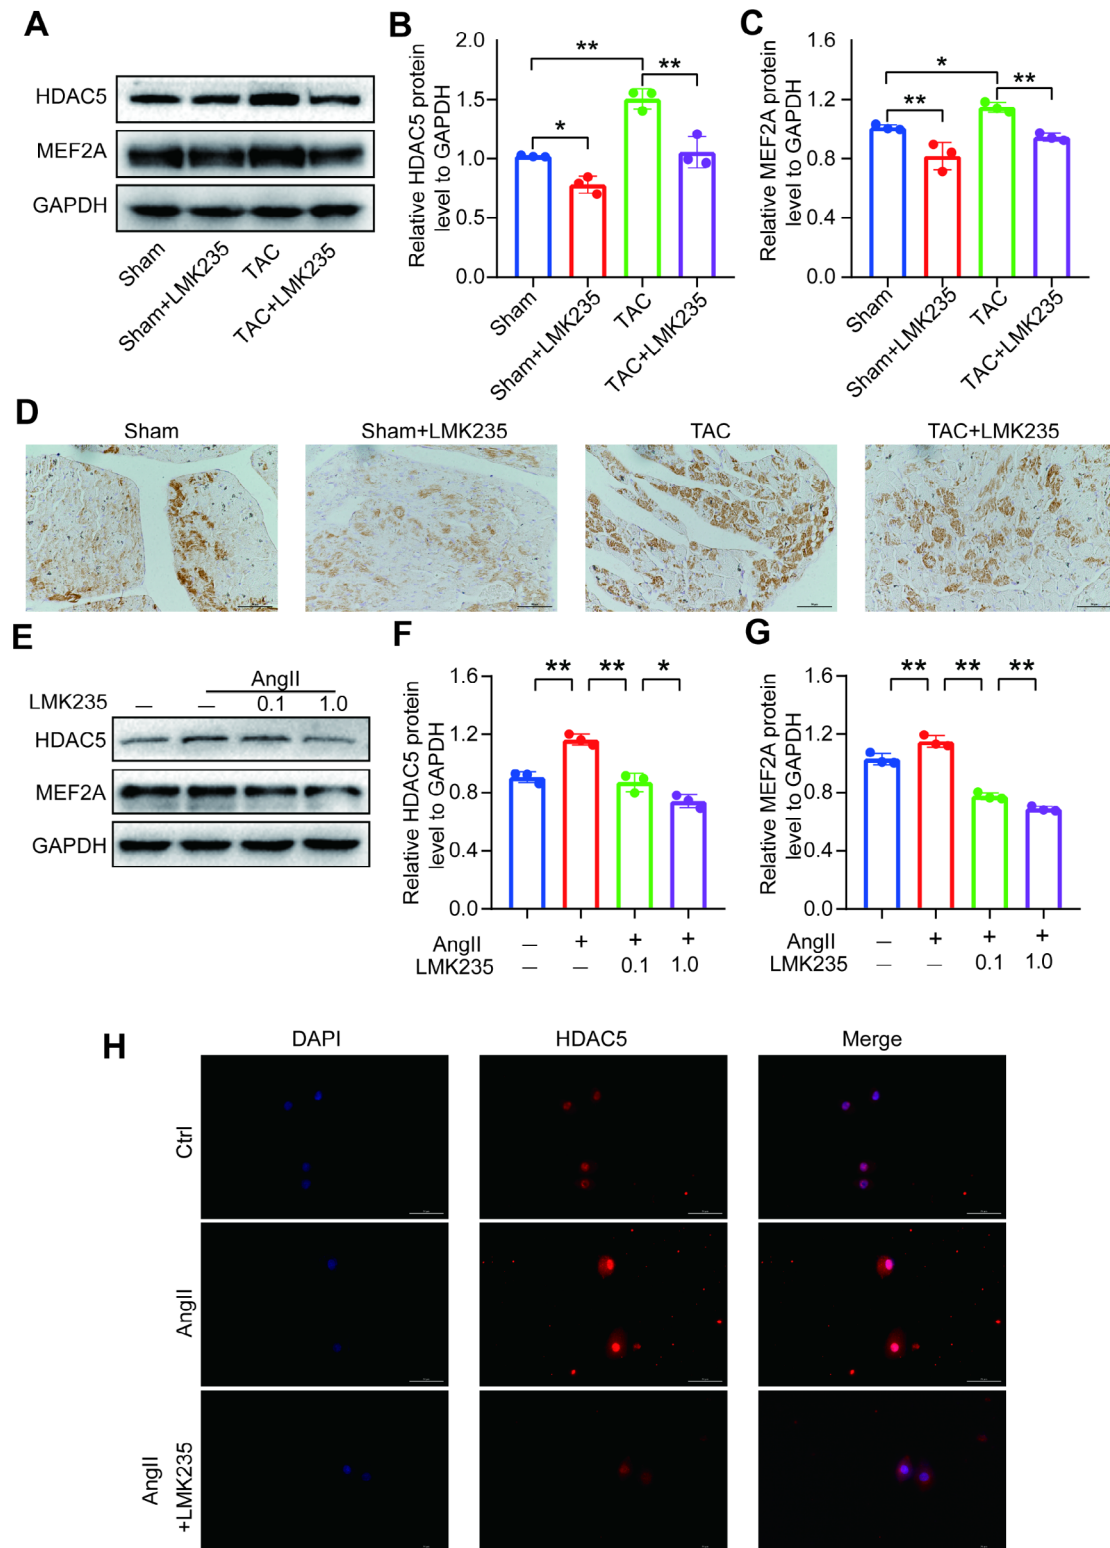 A
HDAC5
MEF2A
GAPDH
Sham
Sham+LMK235
TAC
TAC+LMK235
B
Relative HDAC5 protein
level to GAPDH
2.0
1.5
1.0
0.5
0.0
**
**
*
Sham
Sham+LMK235
TAC
TAC+LMK235
C
Relative MEF2A protein
level to GAPDH
1.6
1.2
0.8
0.4
0.0
*
**
**
Sham
Sham+LMK235
TAC
TAC+LMK235
D
Sham
Sham+LMK235
TAC
TAC+LMK235
E
AngII
LMK235 — — 0.1 1.0
HDAC5
MEF2A
GAPDH
F
Relative HDAC5 protein
level to GAPDH
1.6
1.2
0.8
0.4
0.0
** ** *
AngII — + + +
LMK235 — — 0.1 1.0
G
Relative MEF2A protein
level to GAPDH
1.6
1.2
0.8
0.4
0.0
** ** **
AngII — + + +
LMK235 — — 0.1 1.0
H
DAPI
HDAC5
Merge
Ctrl
AngII
AngII
+LMK235